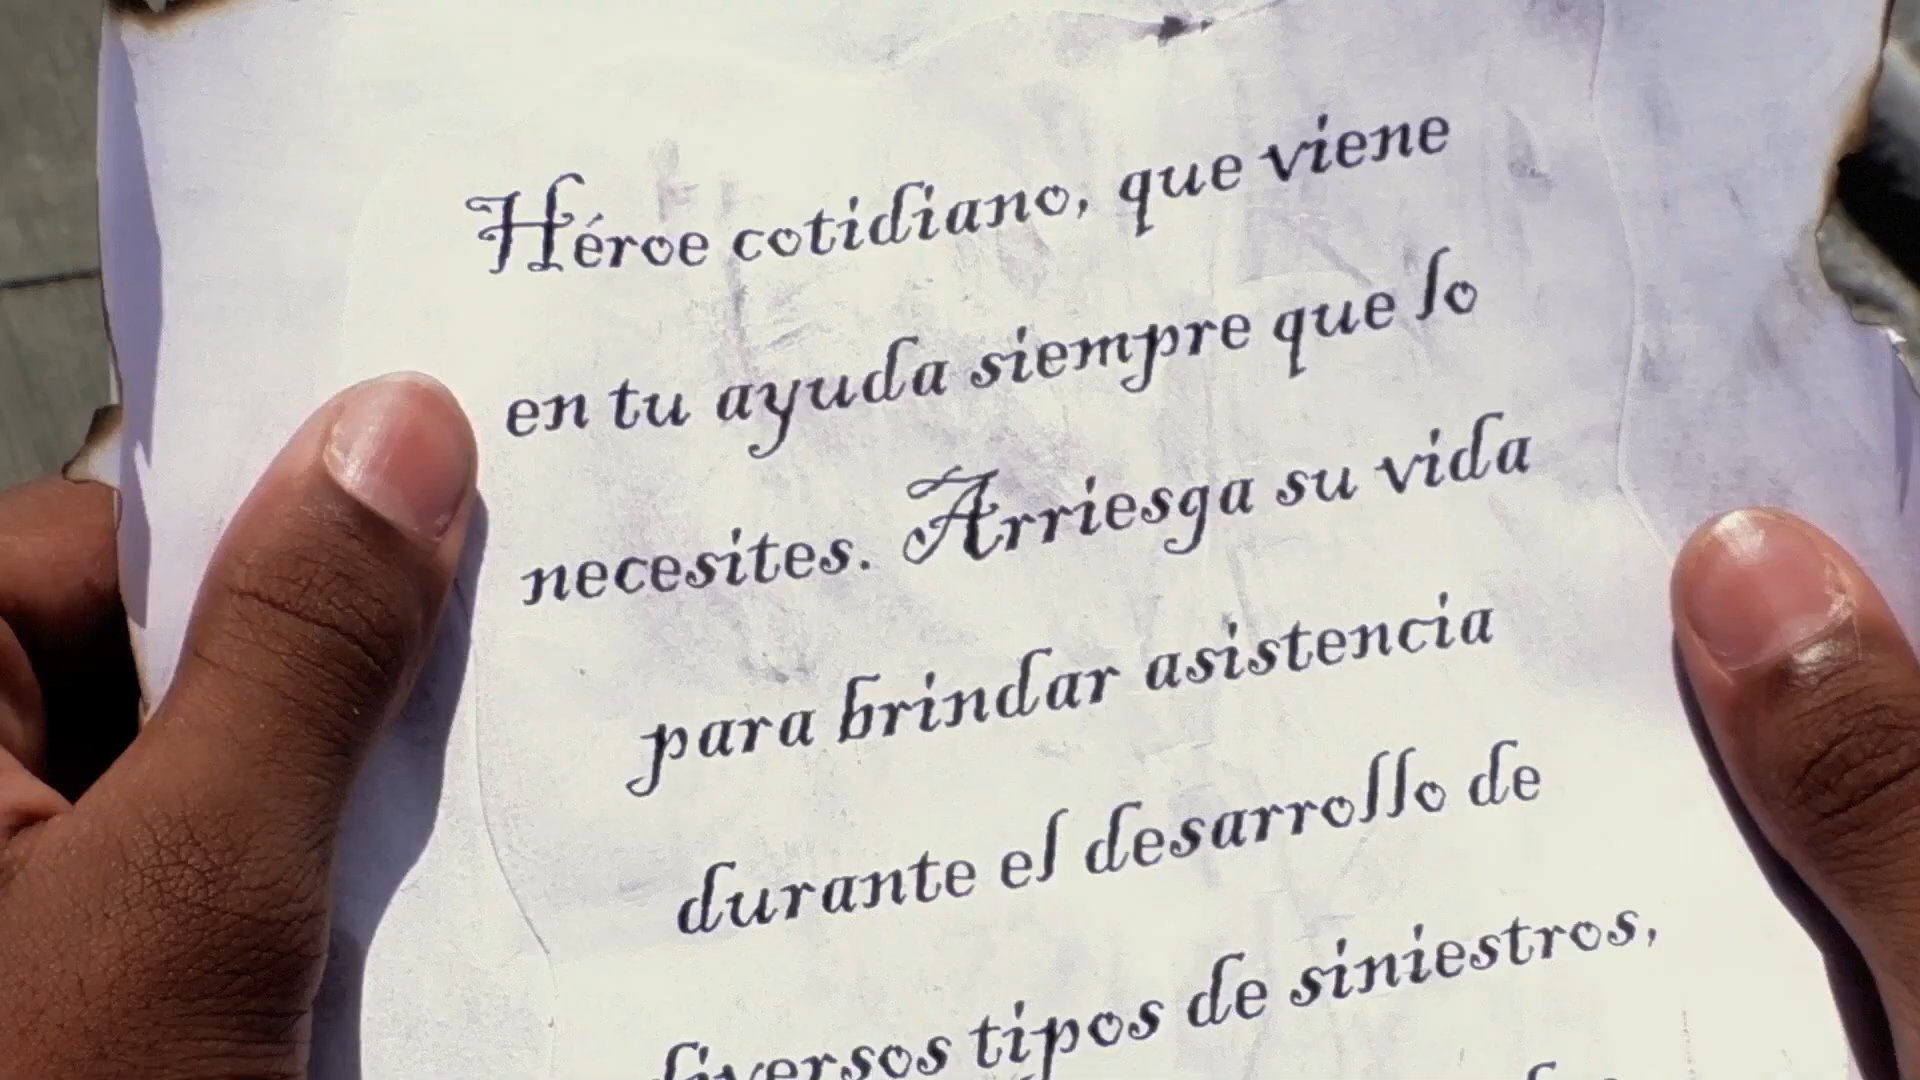 Héroe cotidiano, que viene
en tu ayuda siempre que lo
necesites. Arriesga su vida
para brindar asistencia
durante el desarrollo de
diversos tipos de siniestros,